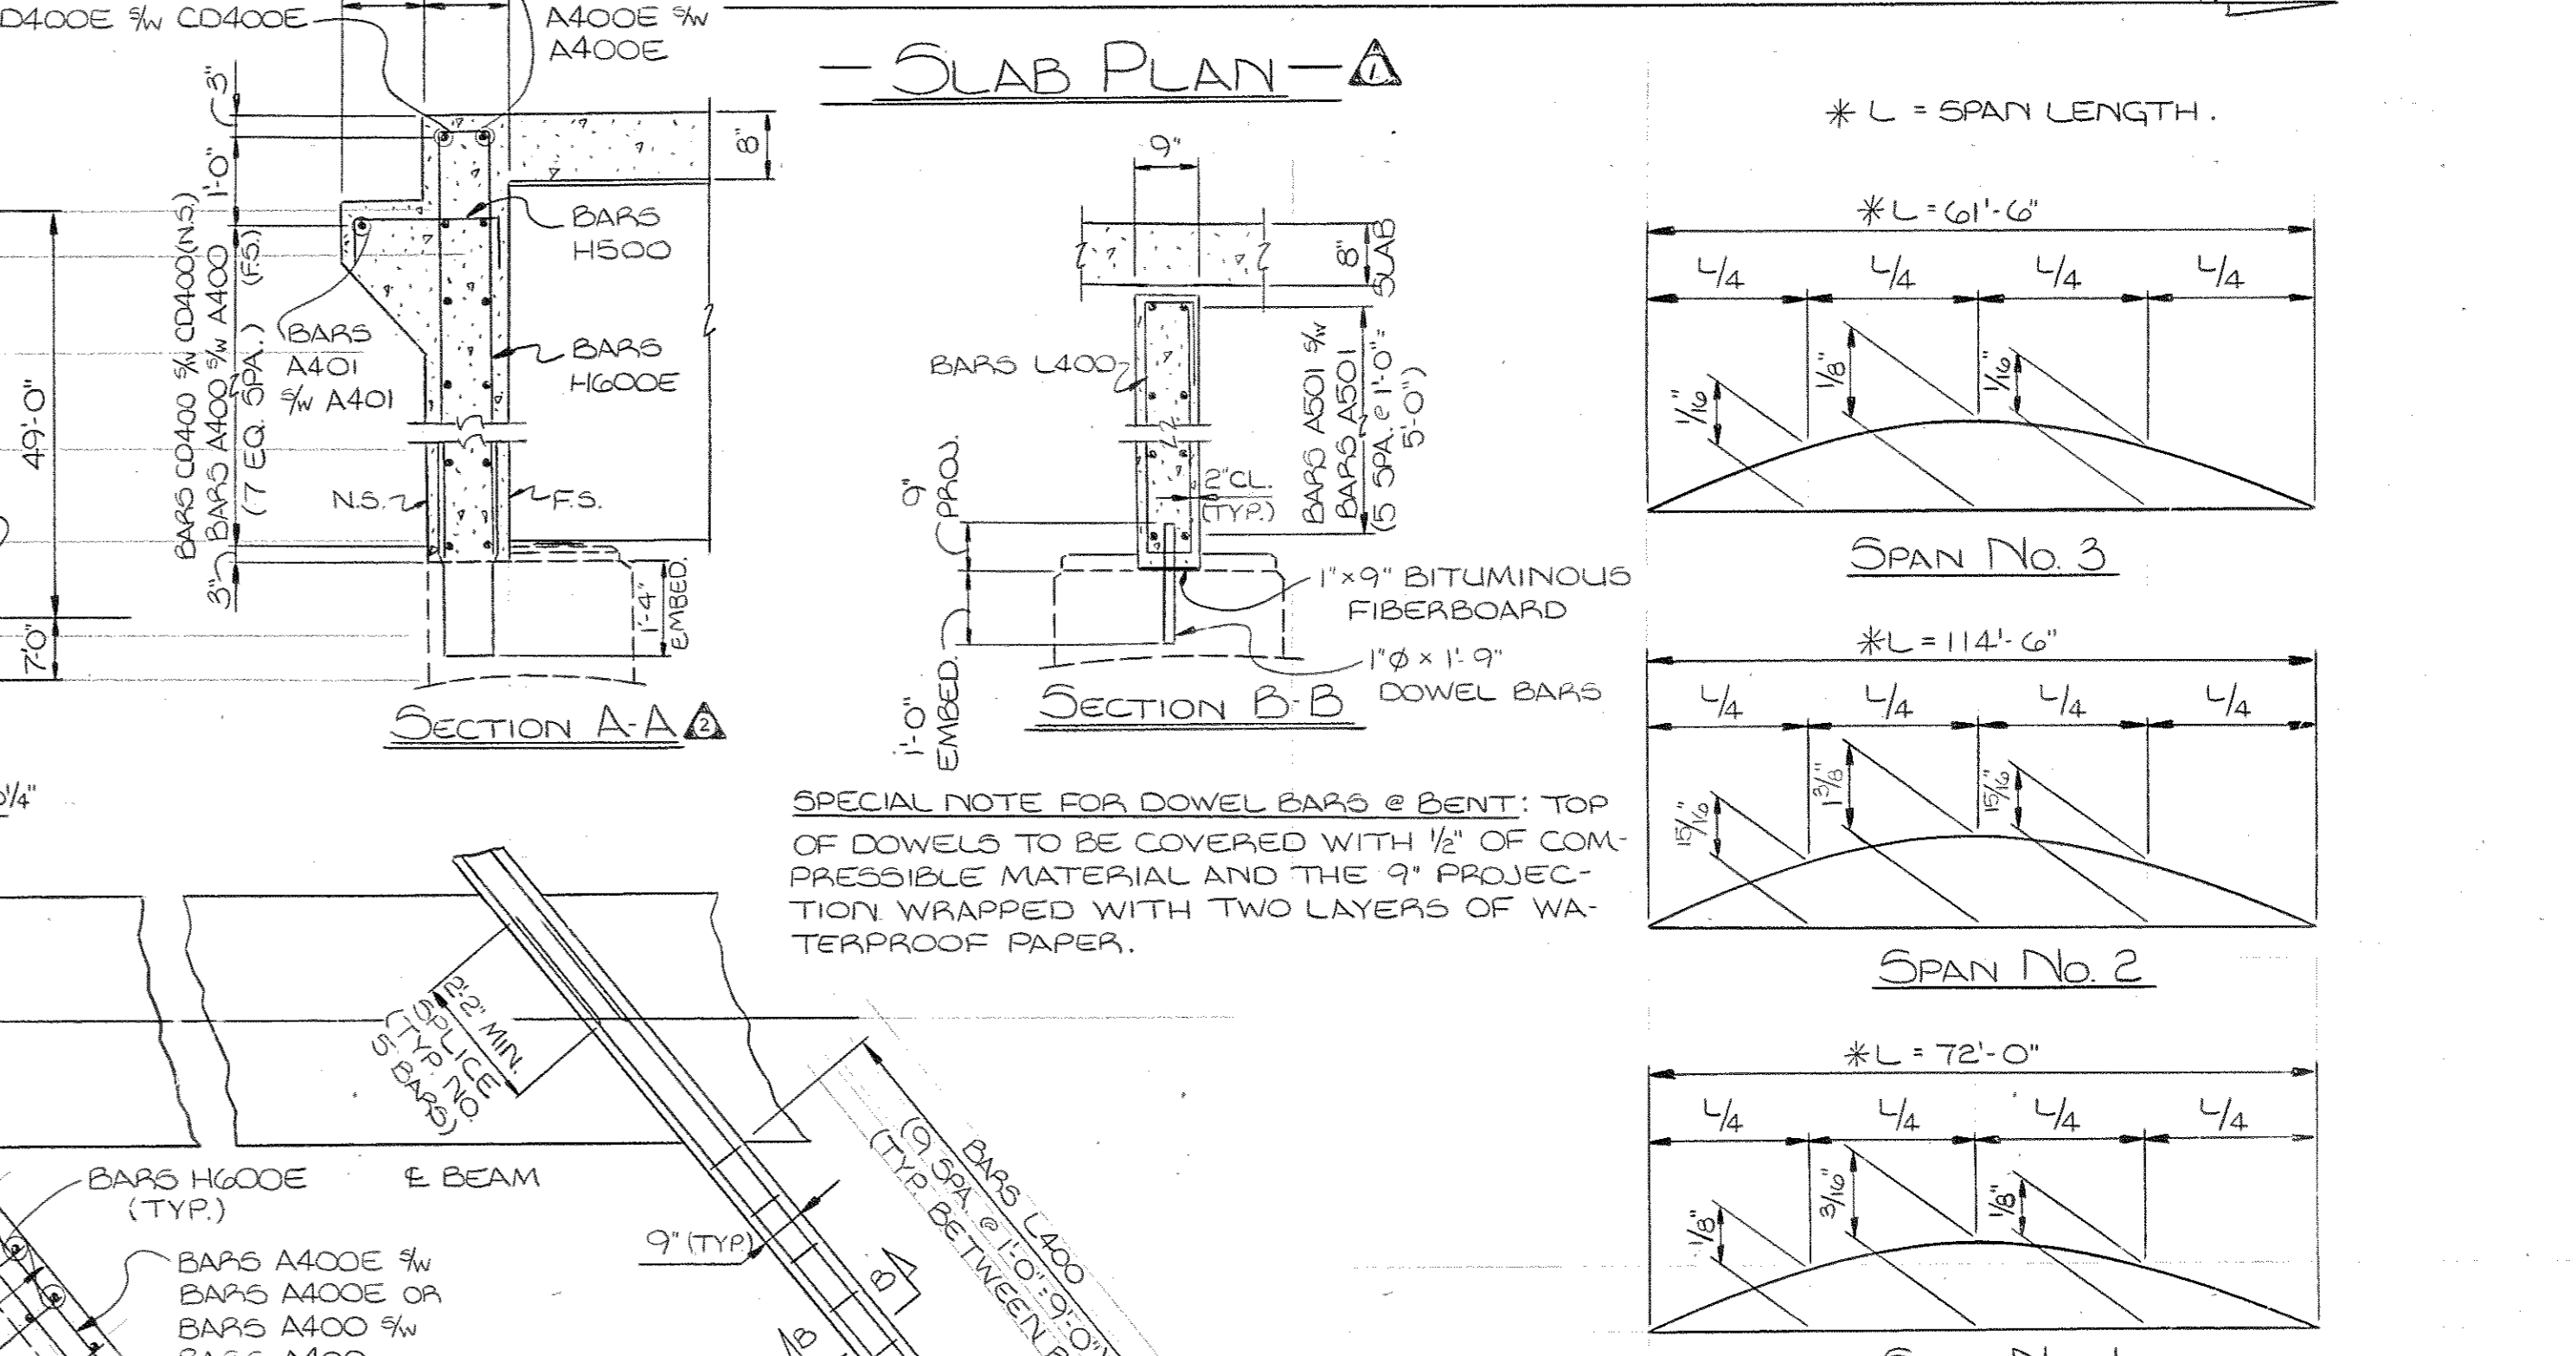 D400E S/W CD400E
A400E S/W
A400E
3"
1'-0"
8"
BARS CD400 S/W CD400 (N.S.)
BARS A400 S/W A400 (F.S.)
(7 EQ. SPA.)
3"
49'-0"
7'-0"
BARS
H500
BARS
A401
S/W A401
BARS
H600E
N.S.
F.S.
1'-4"
EMBED.
SECTION A-A 2
— SLAB PLAN — 1
9"
8"
SLAB
BARS L400
BARS A501 S/W
BARS A501
(5 SPA. @ 1'-0" =
5'-0")
2" CL.
(TYP.)
9"
PROJ.
1'-0"
EMBED.
1" x 9" BITUMINOUS
FIBERBOARD
1"Ø x 1'-9"
DOWEL BARS
SECTION B-B
SPECIAL NOTE FOR DOWEL BARS @ BENT: TOP
OF DOWELS TO BE COVERED WITH 1/2" OF COM-
PRESSIBLE MATERIAL AND THE 9" PROJEC-
TION WRAPPED WITH TWO LAYERS OF WA-
TERPROOF PAPER.
* L = SPAN LENGTH.
* L = 61'-6"
L/4 L/4 L/4 L/4
1/16" 1/8" 1/16"
SPAN NO. 3
* L = 114'-6"
L/4 L/4 L/4 L/4
15/16" 1 3/8" 15/16"
SPAN NO. 2
* L = 72'-0"
L/4 L/4 L/4 L/4
1/8" 3/16" 1/8"
1/4"
2'-2" MIN.
SPLICE
(TYP. NO.
5 BARS)
BARS H600E
(TYP.)
℄ BEAM
BARS A400E S/W
BARS A400E OR
BARS A400 S/W
9" (TYP.)
B
B
BARS L400
(9 SPA. @ 1'-0" = 9'-0")
(TYP. BETWEEN